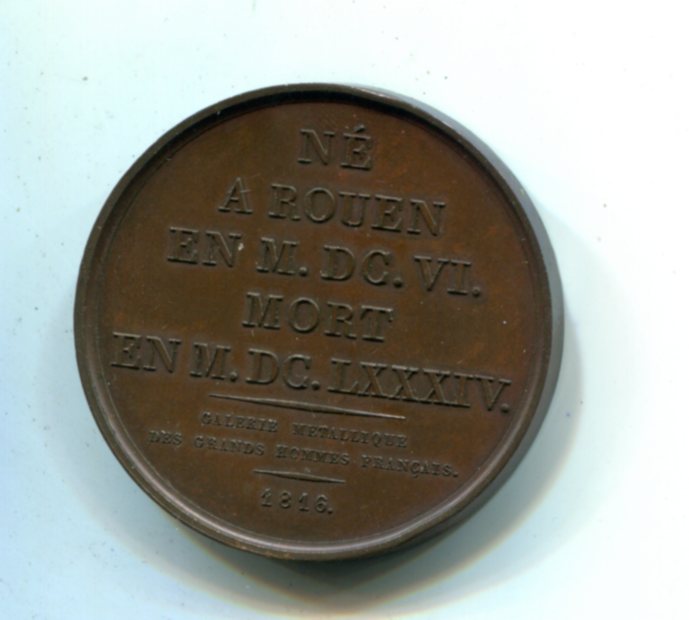 NÉ
A ROUEN
EN M. DC. VI.
MORT
EN M. DC. LXXXIV.
GALERIE METALLIQUE
DES GRANDS HOMMES FRANÇAIS.
1816.